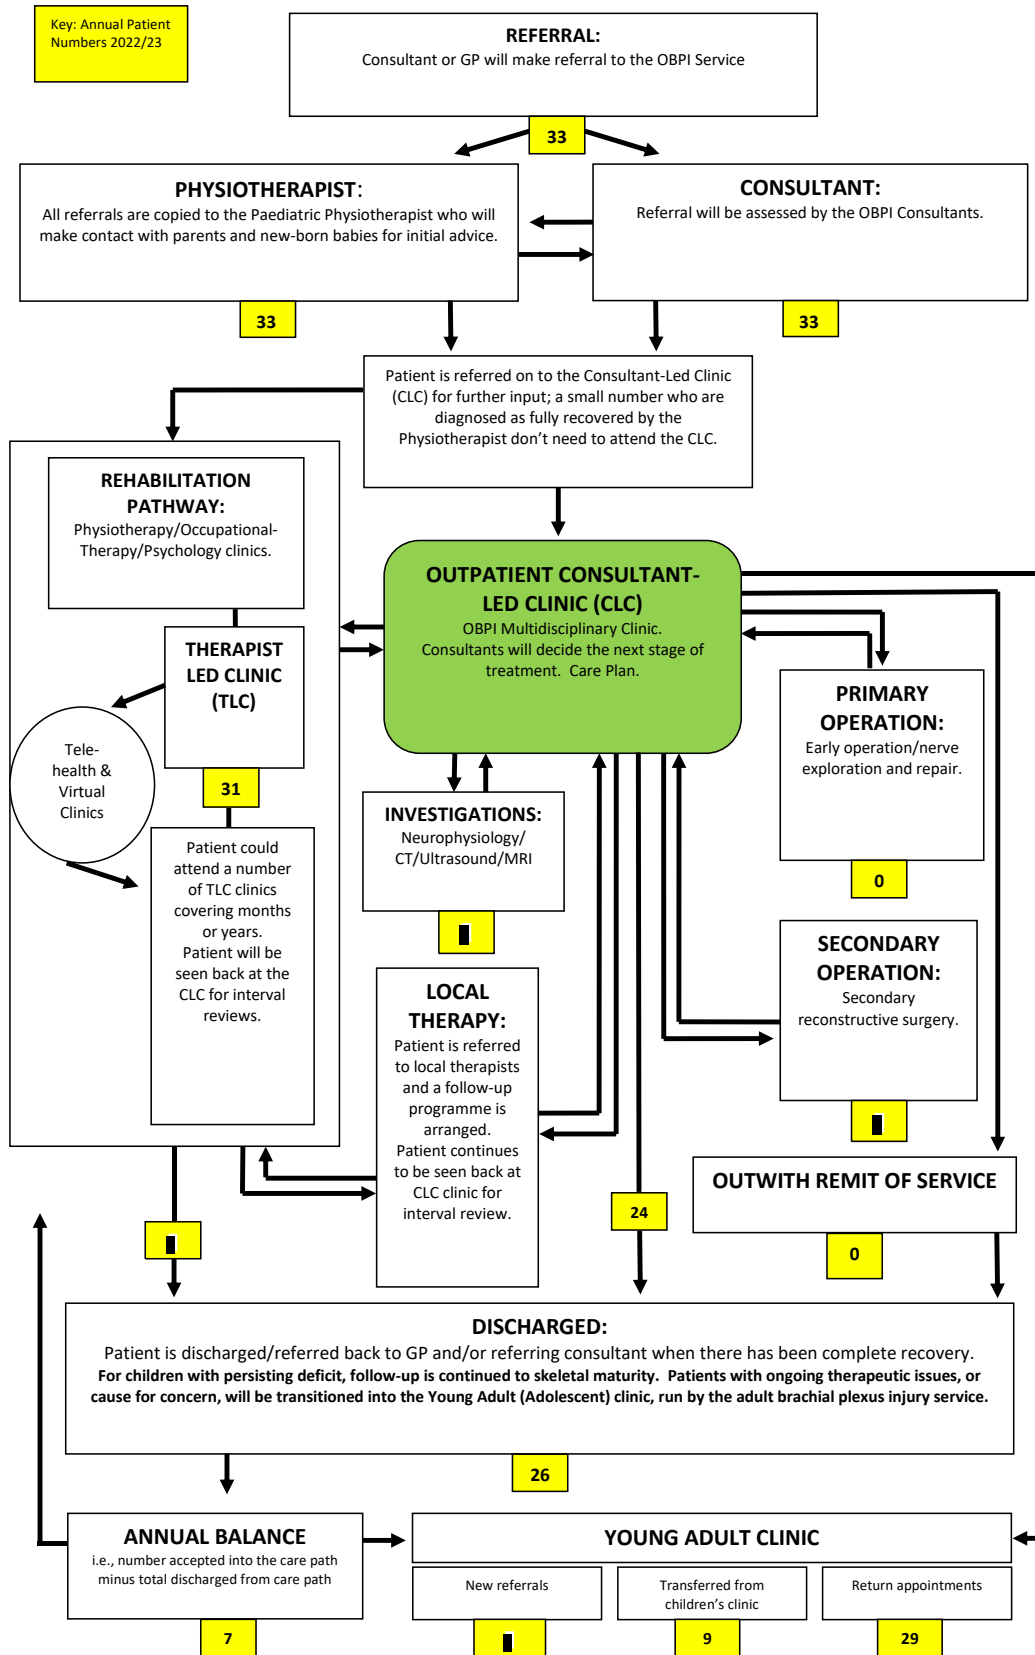 Key: Annual Patient
Numbers 2022/23
REFERRAL:
Consultant or GP will make referral to the OBPI Service
33
PHYSIOTHERAPIST:
All referrals are copied to the Paediatric Physiotherapist who will
make contact with parents and new-born babies for initial advice.
33
CONSULTANT:
Referral will be assessed by the OBPI Consultants.
33
Patient is referred on to the Consultant-Led Clinic
(CLC) for further input; a small number who are
diagnosed as fully recovered by the
Physiotherapist don't need to attend the CLC.
REHABILITATION
PATHWAY:
Physiotherapy/Occupational-
Therapy/Psychology clinics.
THERAPIST
LED CLINIC
(TLC)
31
Tele-
health &
Virtual
Clinics
Patient could
attend a number
of TLC clinics
covering months
or years.
Patient will be
seen back at the
CLC for interval
reviews.
OUTPATIENT CONSULTANT-
LED CLINIC (CLC)
OBPI Multidisciplinary Clinic.
Consultants will decide the next stage of
treatment.  Care Plan.
PRIMARY
OPERATION:
Early operation/nerve
exploration and repair.
0
INVESTIGATIONS:
Neurophysiology/
CT/Ultrasound/MRI
SECONDARY
OPERATION:
Secondary
reconstructive surgery.
LOCAL
THERAPY:
Patient is referred
to local therapists
and a follow-up
programme is
arranged.
Patient continues
to be seen back at
CLC clinic for
interval review.
24
OUTWITH REMIT OF SERVICE
0
DISCHARGED:
Patient is discharged/referred back to GP and/or referring consultant when there has been complete recovery.
For children with persisting deficit, follow-up is continued to skeletal maturity.  Patients with ongoing therapeutic issues, or
cause for concern, will be transitioned into the Young Adult (Adolescent) clinic, run by the adult brachial plexus injury service.
26
ANNUAL BALANCE
i.e., number accepted into the care path
minus total discharged from care path
7
YOUNG ADULT CLINIC
New referrals
Transferred from
children's clinic
9
Return appointments
29